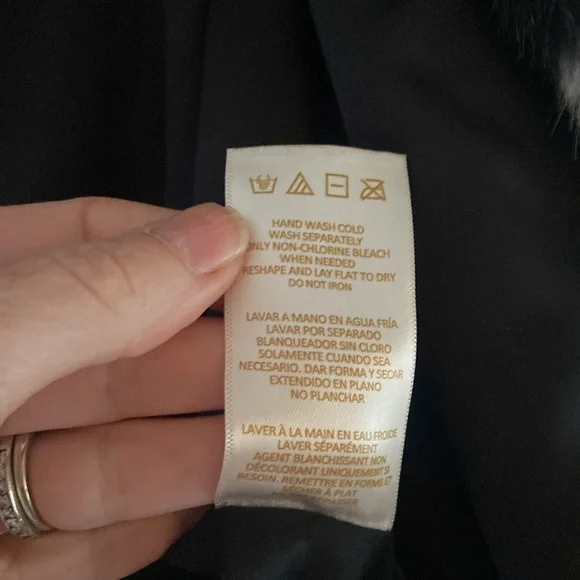 HAND WASH COLD
WASH SEPARATELY
ONLY NON-CHLORINE BLEACH
WHEN NEEDED
RESHAPE AND LAY FLAT TO DRY
DO NOT IRON
LAVAR A MANO EN AGUA FRÍA
LAVAR POR SEPARADO
BLANQUEADOR SIN CLORO
SOLAMENTE CUANDO SEA
NECESARIO. DAR FORMA Y SECAR
EXTENDIDO EN PLANO
NO PLANCHAR
LAVER À LA MAIN EN EAU FROIDE
LAVER SÉPARÉMENT
AGENT BLANCHISSANT NON
DÉCOLORANT UNIQUEMENT SI
BESOIN. REMETTRE EN FORME ET
SÉCHER À PLAT
REPASSER